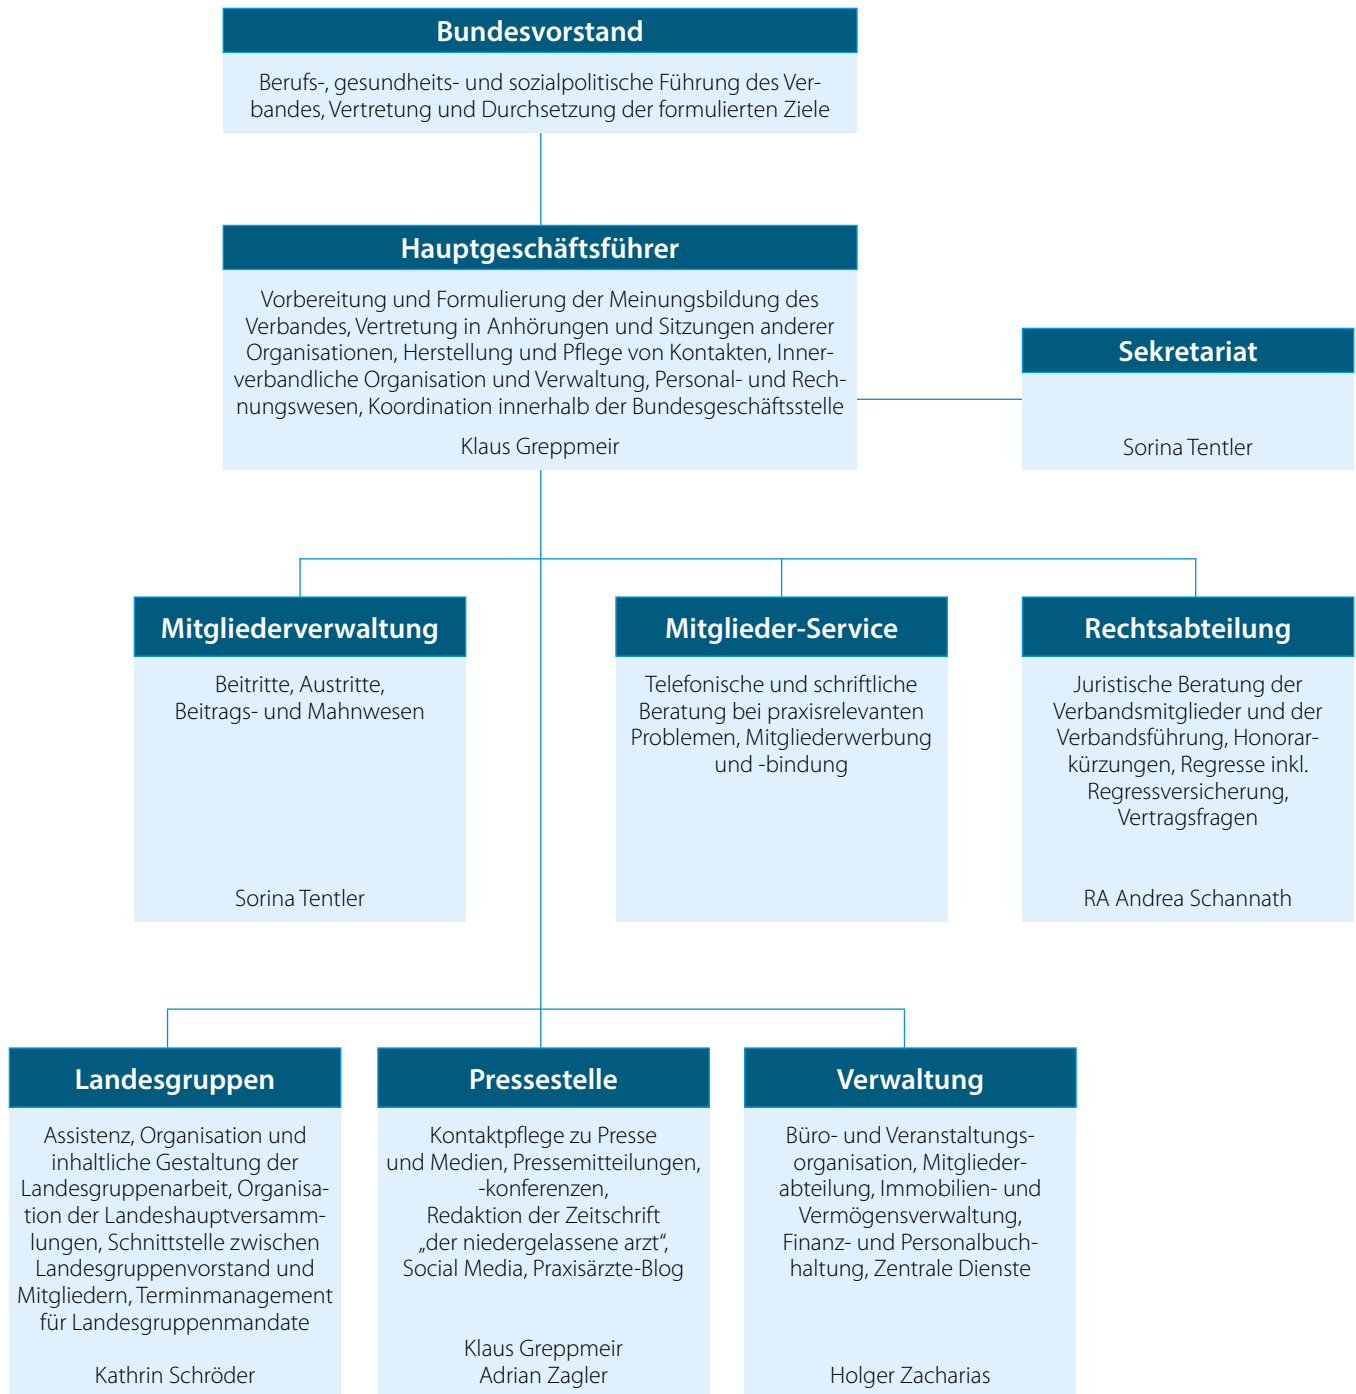 Bundesvorstand
Berufs-, gesundheits- und sozialpolitische Führung des Ver-
bandes, Vertretung und Durchsetzung der formulierten Ziele
Hauptgeschäftsführer
Vorbereitung und Formulierung der Meinungsbildung des
Verbandes, Vertretung in Anhörungen und Sitzungen anderer
Organisationen, Herstellung und Pflege von Kontakten, Inner-
verbandliche Organisation und Verwaltung, Personal- und Rech-
nungswesen, Koordination innerhalb der Bundesgeschäftsstelle
Klaus Greppmeir
Sekretariat
Sorina Tentler
Mitgliederverwaltung
Beitritte, Austritte,
Beitrags- und Mahnwesen
Sorina Tentler
Mitglieder-Service
Telefonische und schriftliche
Beratung bei praxisrelevanten
Problemen, Mitgliederwerbung
und -bindung
Rechtsabteilung
Juristische Beratung der
Verbandsmitglieder und der
Verbandsführung, Honorar-
kürzungen, Regresse inkl.
Regressversicherung,
Vertragsfragen
RA Andrea Schannath
Landesgruppen
Assistenz, Organisation und
inhaltliche Gestaltung der
Landesgruppenarbeit, Organisa-
tion der Landeshauptversamm-
lungen, Schnittstelle zwischen
Landesgruppenvorstand und
Mitgliedern, Terminmanagement
für Landesgruppenmandate
Kathrin Schröder
Pressestelle
Kontaktpflege zu Presse
und Medien, Pressemitteilungen,
-konferenzen,
Redaktion der Zeitschrift
„der niedergelassene arzt“,
Social Media, Praxisärzte-Blog
Klaus Greppmeir
Adrian Zagler
Verwaltung
Büro- und Veranstaltungs-
organisation, Mitglieder-
abteilung, Immobilien- und
Vermögensverwaltung,
Finanz- und Personalbuch-
haltung, Zentrale Dienste
Holger Zacharias